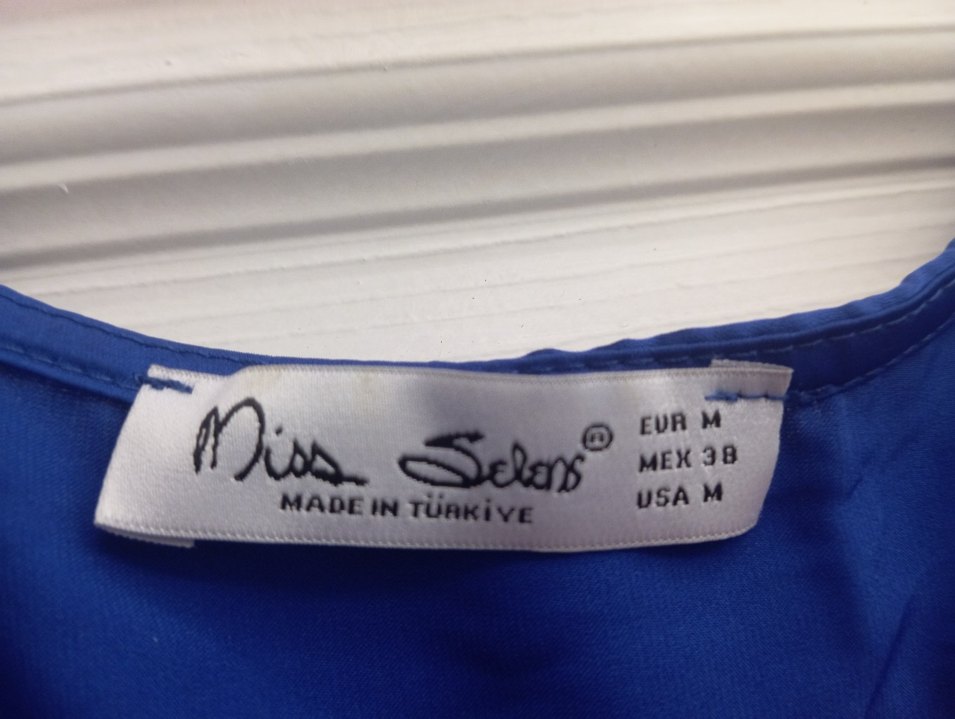 Miss Selens®
MADE IN TÜRKİYE
EUR M
MEX 38
USA M